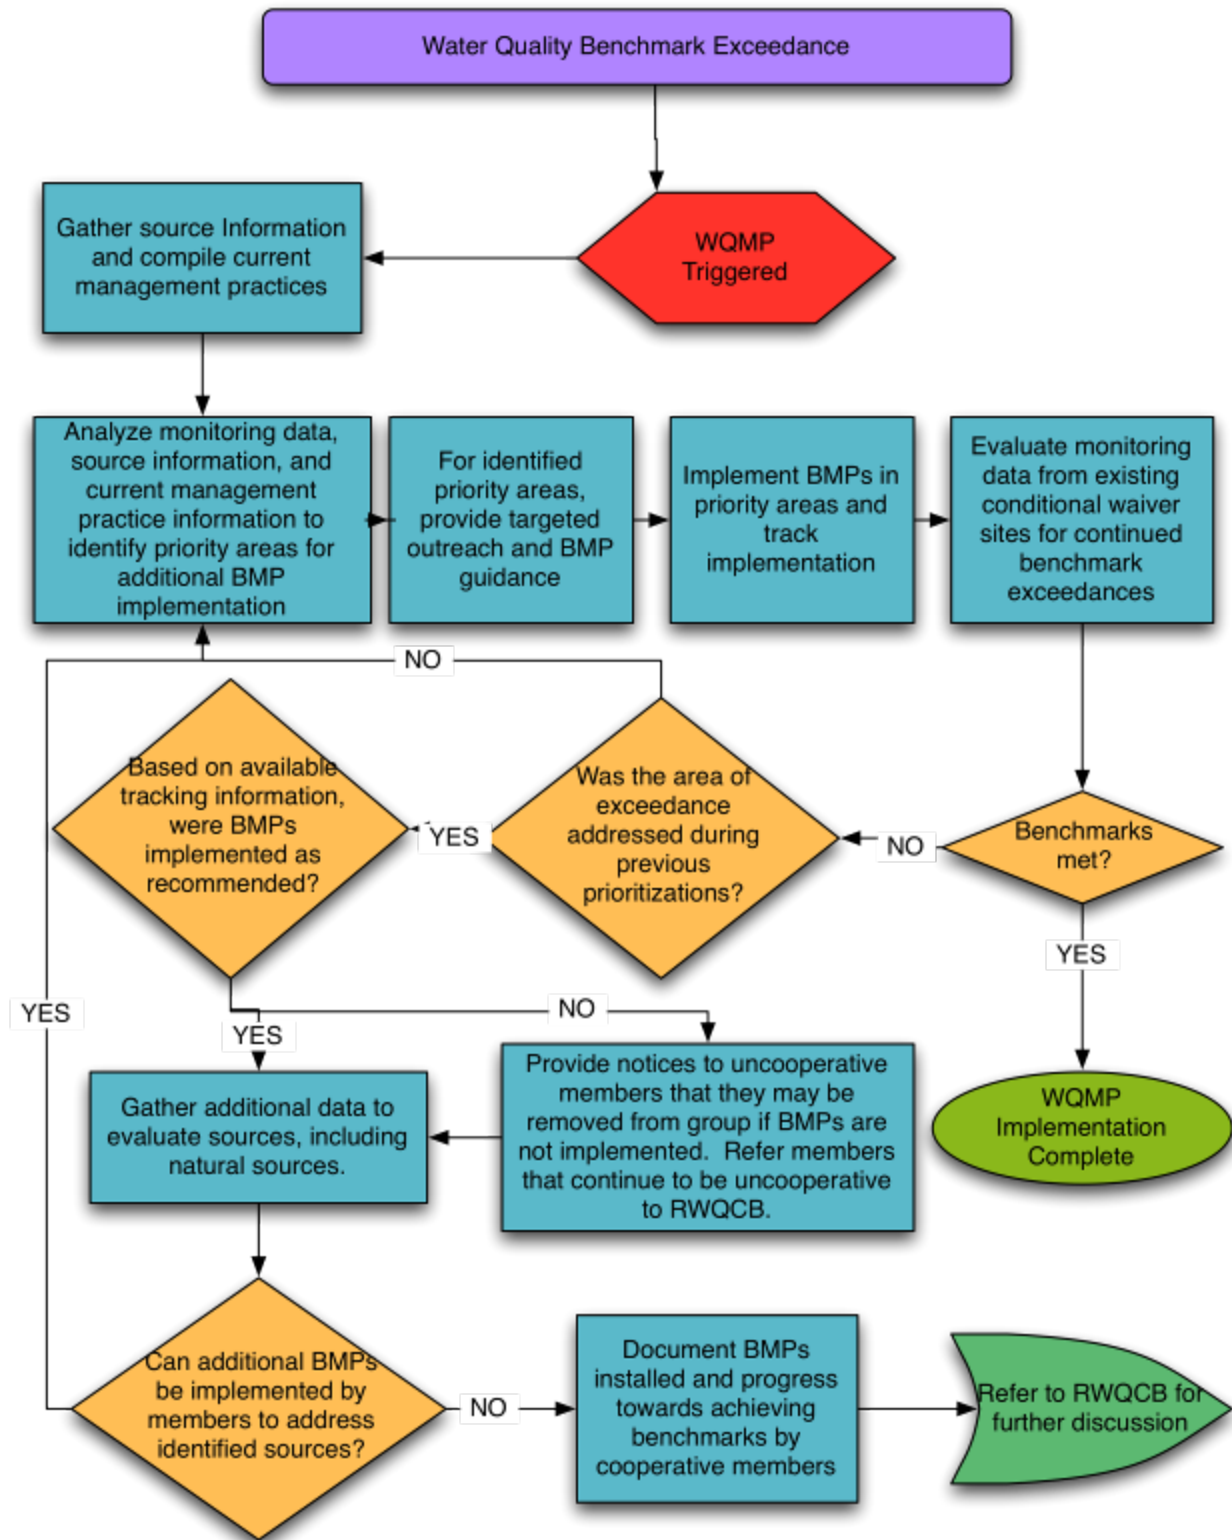 Water Quality Benchmark Exceedance
WQMP
Triggered
Gather source Information
and compile current
management practices
Analyze monitoring data,
source information, and
current management
practice information to
identify priority areas for
additional BMP
implementation
For identified
priority areas,
provide targeted
outreach and BMP
guidance
Implement BMPs in
priority areas and
track
implementation
Evaluate monitoring
data from existing
conditional waiver
sites for continued
benchmark
exceedances
NO
Based on available
tracking information,
were BMPs
implemented as
recommended?
YES
Was the area of
exceedance
addressed during
previous
prioritizations?
NO
Benchmarks
met?
YES
YES
NO
YES
Gather additional data to
evaluate sources, including
natural sources.
Provide notices to uncooperative
members that they may be
removed from group if BMPs are
not implemented.  Refer members
that continue to be uncooperative
to RWQCB.
WQMP
Implementation
Complete
Can additional BMPs
be implemented by
members to address
identified sources?
NO
Document BMPs
installed and progress
towards achieving
benchmarks by
cooperative members
Refer to RWQCB for
further discussion